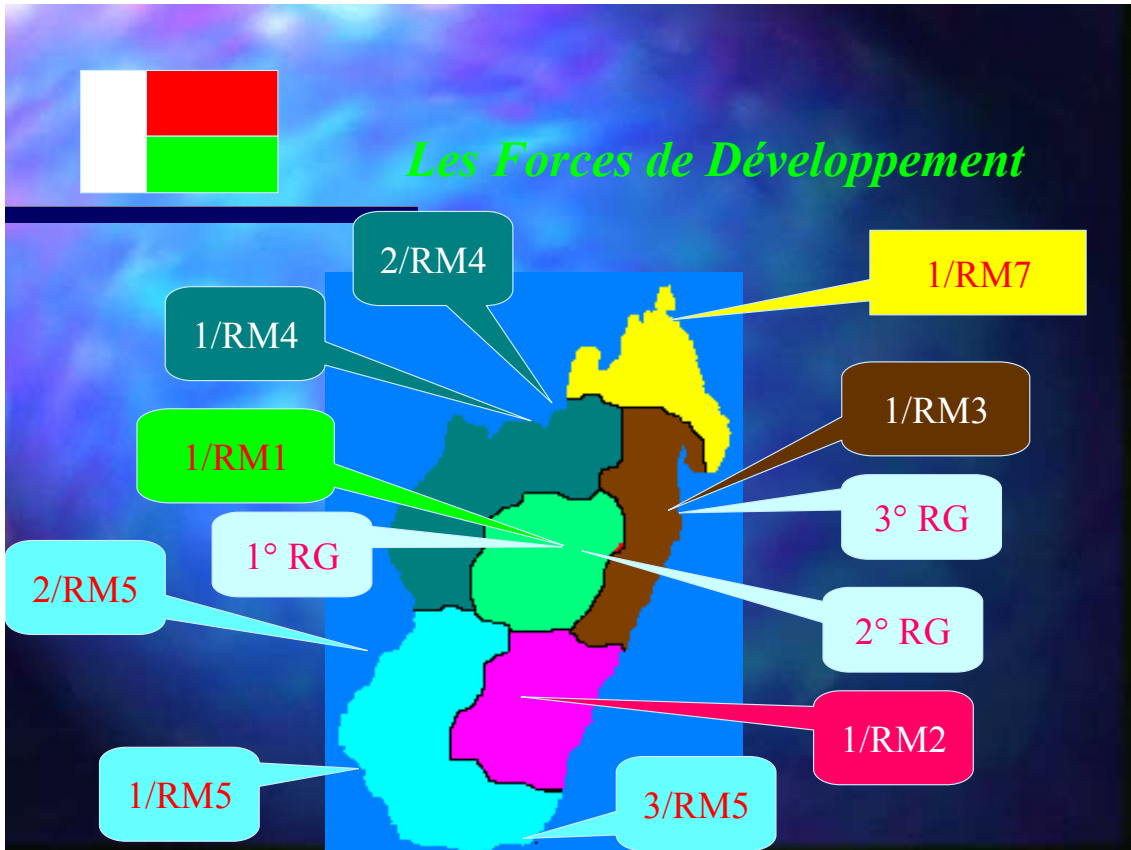 Les Forces de Développement
2/RM4
1/RM7
1/RM4
1/RM3
1/RM1
3° RG
1° RG
2/RM5
2° RG
1/RM2
1/RM5
3/RM5